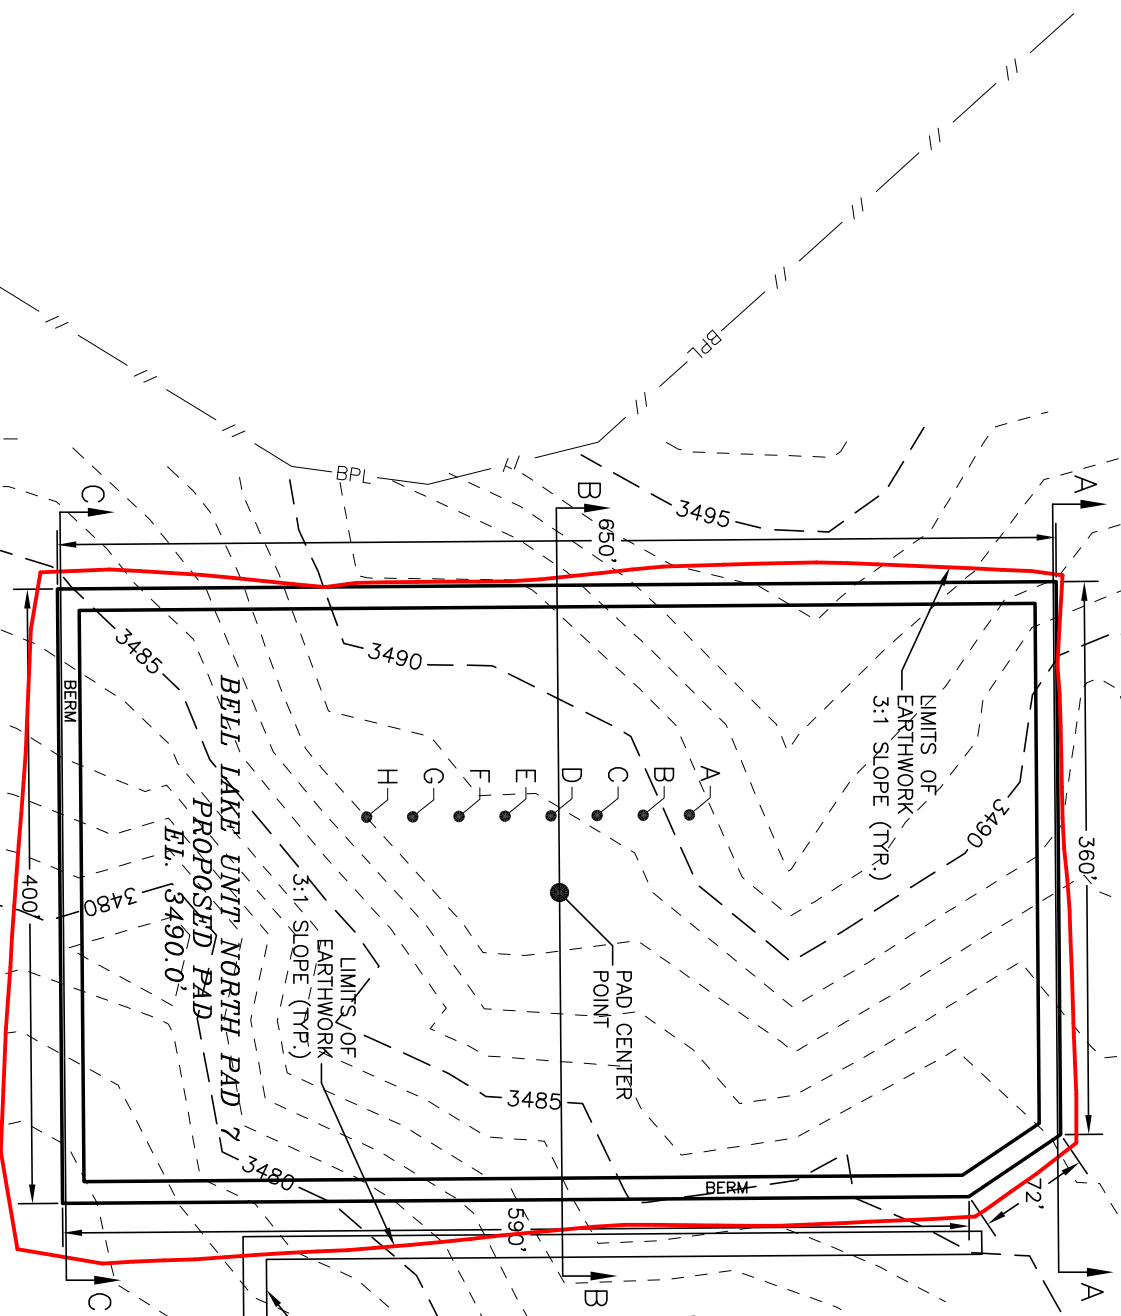 BPL
BPL
3495
A
B
C
650'
360'
400'
590'
72'
LIMITS OF
EARTHWORK
3:1 SLOPE (TYP.)
3490
3490
3485
BERM
A
B
C
D
E
F
G
H
BELL LAKE UNIT NORTH PAD 7
PROPOSED PAD
EL. 3490.0'
3480
PAD CENTER
POINT
LIMITS OF
EARTHWORK
3:1 SLOPE (TYP.)
3485
3480
BERM
A
B
C